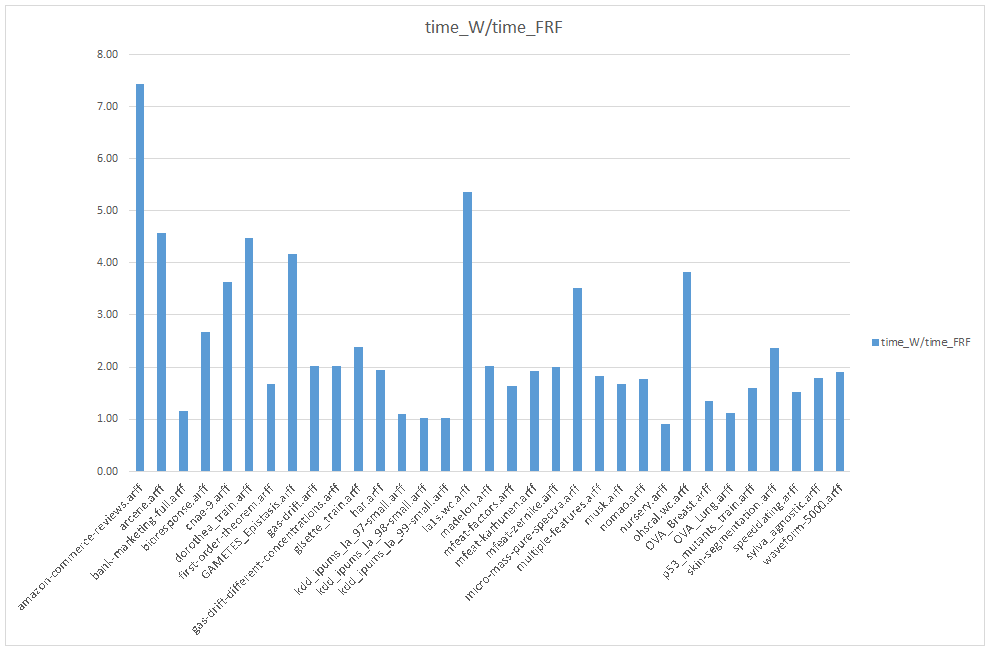 time_W/time_FRF
8.00
7.00
6.00
5.00
4.00
3.00
2.00
1.00
0.00
time_W/time_FRF
amazon-commerce-reviews.arff
arcene.arff
bank-marketing-full.arff
bioresponse.arff
cnae-9.arff
dorothea_train.arff
first-order-theorem.arff
GAMETES_Epistasis.arff
gas-drift.arff
gas-drift-different-concentrations.arff
gisette_train.arff
har.arff
kdd_ipums_la_97-small.arff
kdd_ipums_la_98-small.arff
kdd_ipums_la_99-small.arff
la1s.wc.arff
madelon.arff
mfeat-factors.arff
mfeat-karhunen.arff
mfeat-zernike.arff
micro-mass-pure-spectra.arff
multiple-features.arff
musk.arff
nomao.arff
nursery.arff
ohscal.wc.arff
OVA_Breast.arff
OVA_Lung.arff
p53_mutants_train.arff
skin-segmentation.arff
speeddating.arff
sylva_agnostic.arff
waveform-5000.arff